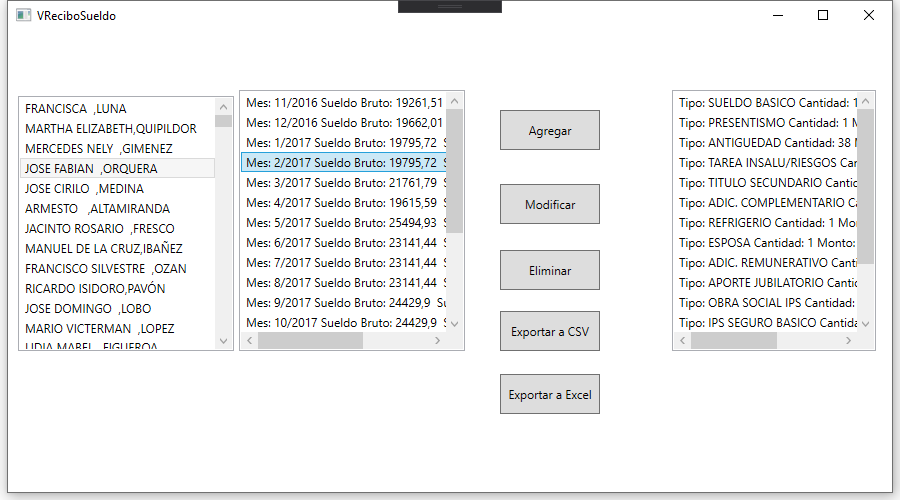 VReciboSueldo
FRANCISCA ,LUNA
MARTHA ELIZABETH,QUIPILDOR
MERCEDES NELY ,GIMENEZ
JOSE FABIAN ,ORQUERA
JOSE CIRILO ,MEDINA
ARMESTO ,ALTAMIRANDA
JACINTO ROSARIO ,FRESCO
MANUEL DE LA CRUZ,IBAÑEZ
FRANCISCO SILVESTRE ,OZAN
RICARDO ISIDORO,PAVÓN
JOSE DOMINGO ,LOBO
MARIO VICTERMAN ,LOPEZ
LIDIA MABEL ,FIGUEROA
Mes: 11/2016 Sueldo Bruto: 19261,51
Mes: 12/2016 Sueldo Bruto: 19662,01
Mes: 1/2017 Sueldo Bruto: 19795,72 S
Mes: 2/2017 Sueldo Bruto: 19795,72 S
Mes: 3/2017 Sueldo Bruto: 21761,79 S
Mes: 4/2017 Sueldo Bruto: 19615,59 S
Mes: 5/2017 Sueldo Bruto: 25494,93 S
Mes: 6/2017 Sueldo Bruto: 23141,44 S
Mes: 7/2017 Sueldo Bruto: 23141,44 S
Mes: 8/2017 Sueldo Bruto: 23141,44 S
Mes: 9/2017 Sueldo Bruto: 24429,9 Su
Mes: 10/2017 Sueldo Bruto: 24429,9 S
Agregar
Modificar
Eliminar
Exportar a CSV
Exportar a Excel
Tipo: SUELDO BASICO Cantidad: 1
Tipo: PRESENTISMO Cantidad: 1 M
Tipo: ANTIGUEDAD Cantidad: 38 M
Tipo: TAREA INSALU/RIESGOS Can
Tipo: TITULO SECUNDARIO Cantid
Tipo: ADIC. COMPLEMENTARIO Ca
Tipo: REFRIGERIO Cantidad: 1 Mon
Tipo: ESPOSA Cantidad: 1 Monto:
Tipo: ADIC. REMUNERATIVO Canti
Tipo: APORTE JUBILATORIO Cantid
Tipo: OBRA SOCIAL IPS Cantidad:
Tipo: IPS SEGURO BASICO Cantida